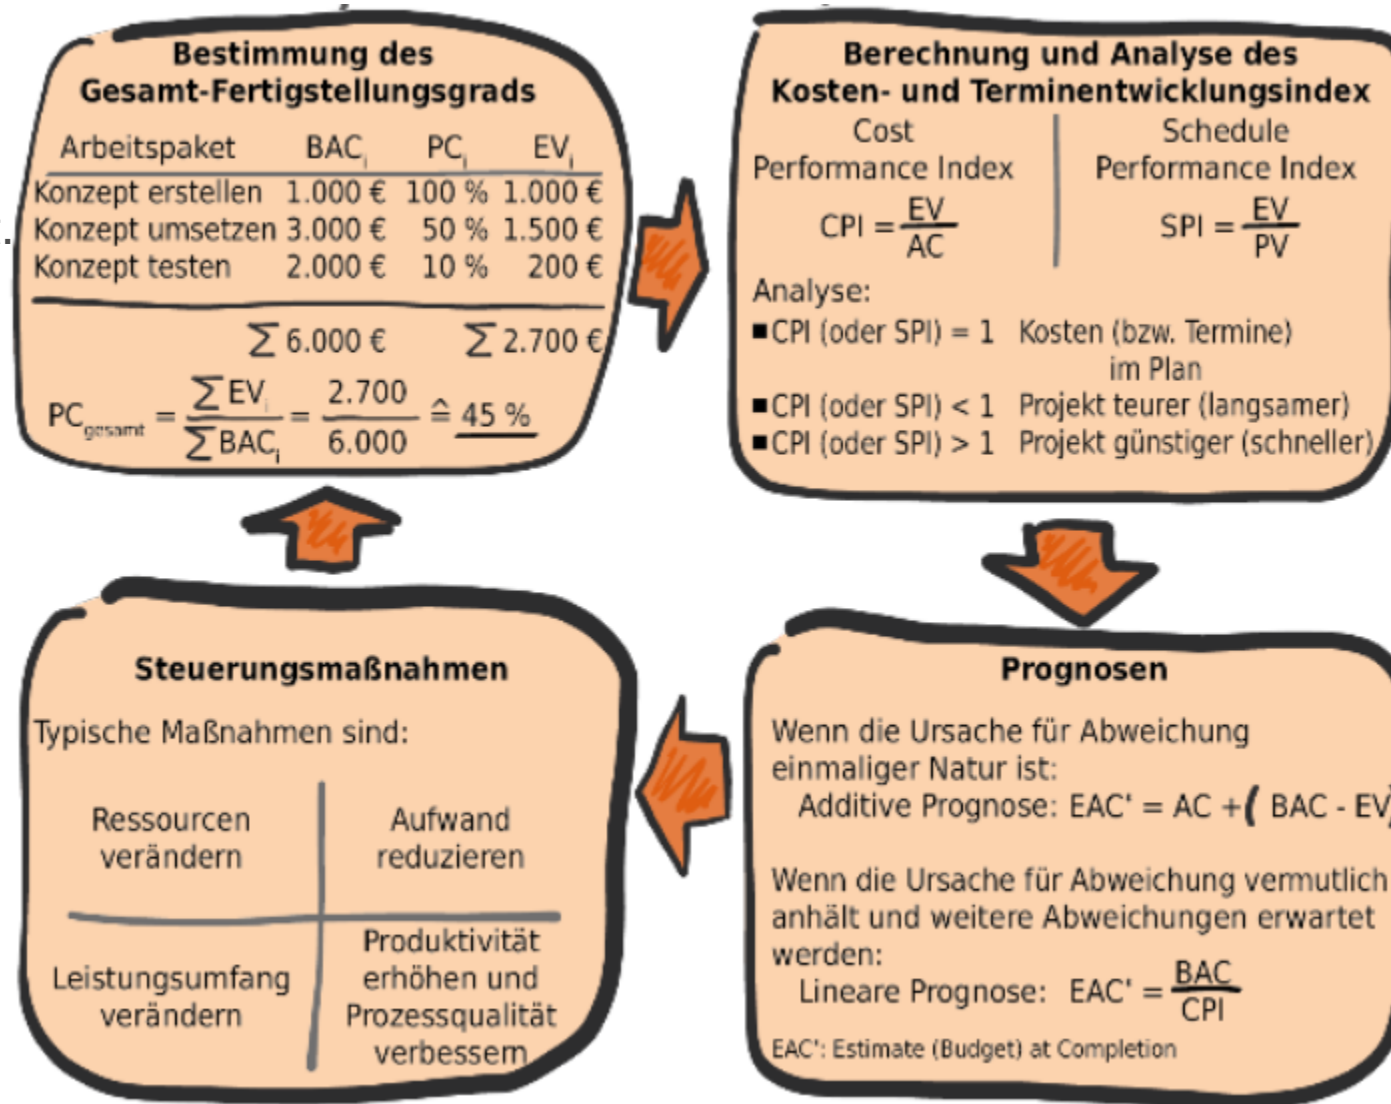 Bestimmung des
Gesamt-Fertigstellungsgrads
Arbeitspaket BACi PCi EVi
Konzept erstellen 1.000 € 100 % 1.000 €
Konzept umsetzen 3.000 € 50 % 1.500 €
Konzept testen 2.000 € 10 % 200 €
∑ 6.000 € ∑ 2.700 €
PCgesamt = ∑ EVi / ∑ BACi = 2.700 / 6.000 ≙ 45 %
Berechnung und Analyse des
Kosten- und Terminentwicklungsindex
Cost
Performance Index
CPI = EV / AC
Schedule
Performance Index
SPI = EV / PV
Analyse:
■ CPI (oder SPI) = 1 Kosten (bzw. Termine)
im Plan
■ CPI (oder SPI) < 1 Projekt teurer (langsamer)
■ CPI (oder SPI) > 1 Projekt günstiger (schneller)
Prognosen
Wenn die Ursache für Abweichung
einmaliger Natur ist:
Additive Prognose: EAC' = AC + ( BAC - EV)
Wenn die Ursache für Abweichung vermutlich
anhält und weitere Abweichungen erwartet
werden:
Lineare Prognose: EAC' = BAC / CPI
EAC': Estimate (Budget) at Completion
Steuerungsmaßnahmen
Typische Maßnahmen sind:
Ressourcen
verändern
Aufwand
reduzieren
Leistungsumfang
verändern
Produktivität
erhöhen und
Prozessqualität
verbessern